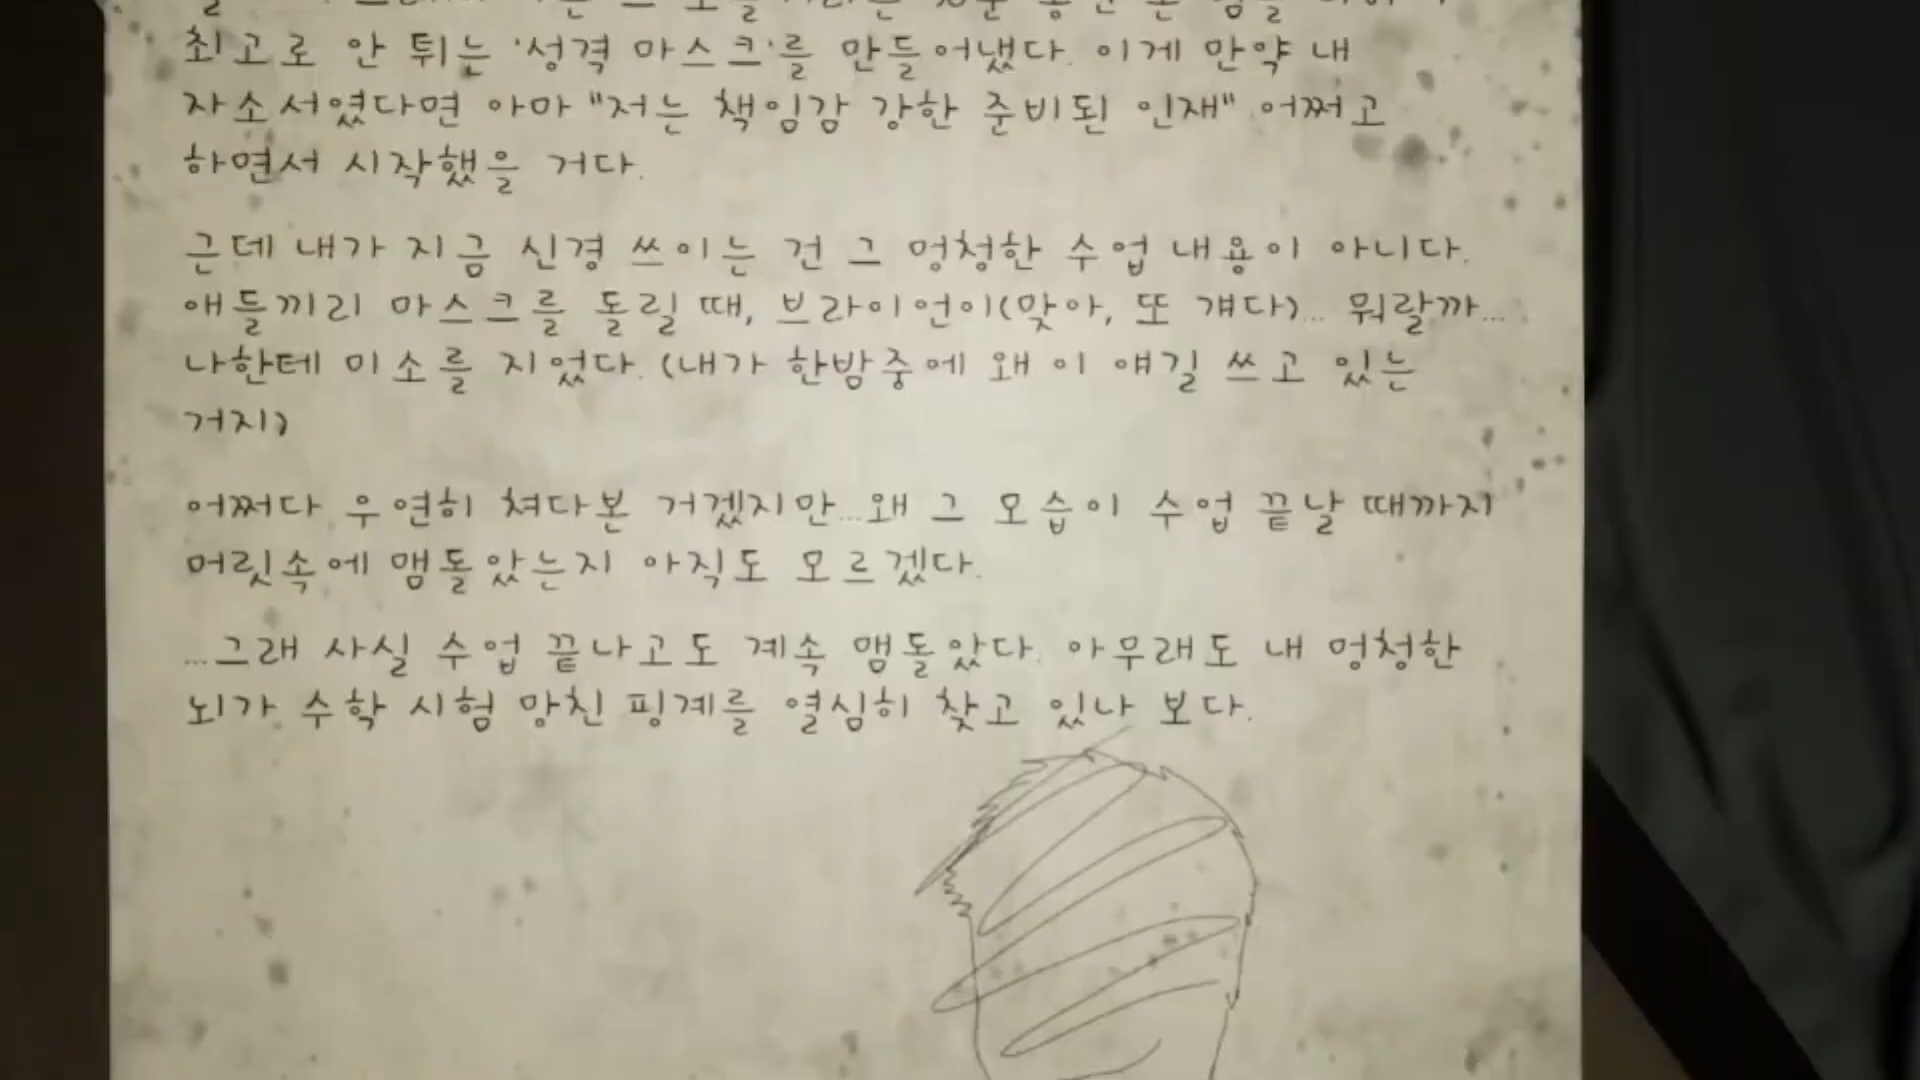 최고로 안 튀는 '성격 마스크'를 만들어냈다. 이게 만약 내
자소서였다면 아마 "저는 책임감 강한 준비된 인재" 어쩌고
하면서 시작했을 거다.
근데 내가 지금 신경 쓰이는 건 그 멍청한 수업 내용이 아니다.
애들끼리 마스크를 돌릴 때, 브라이언이(맞아, 또 걔다)... 뭐랄까...
나한테 미소를 지었다. (내가 한밤중에 왜 이 얘길 쓰고 있는
거지?)
어쩌다 우연히 쳐다본 거겠지만...왜 그 모습이 수업 끝날 때까지
머릿속에 맴돌았는지 아직도 모르겠다.
...그래 사실 수업 끝나고도 계속 맴돌았다. 아무래도 내 멍청한
뇌가 수학 시험 망친 핑계를 열심히 찾고 있나 보다.